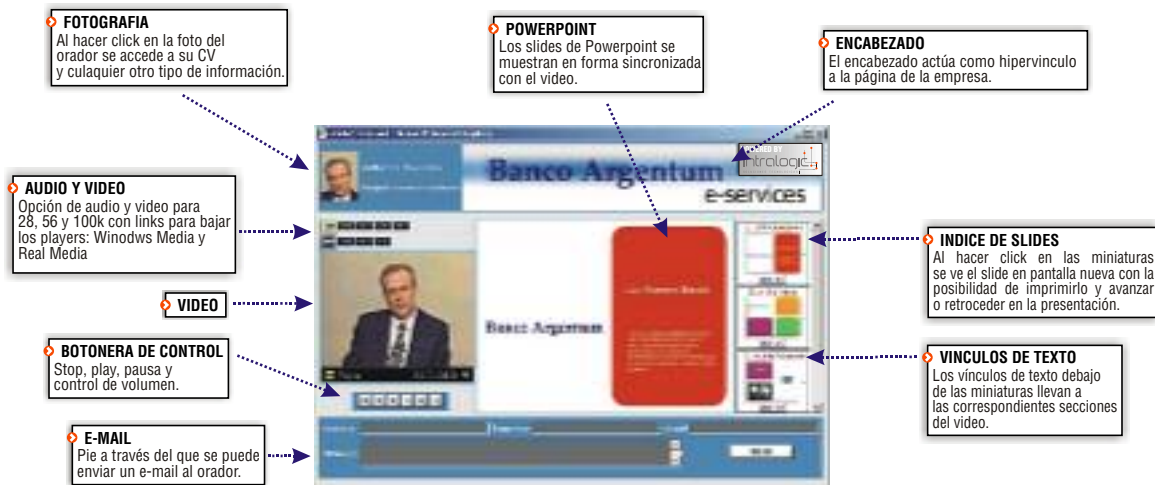 FOTOGRAFIA
Al hacer click en la foto del
orador se accede a su CV
y culaquier otro tipo de información.
POWERPOINT
Los slides de Powerpoint se
muestran en forma sincronizada
con el video.
ENCABEZADO
El encabezado actúa como hipervinculo
a la página de la empresa.
POWERED BY
intralogic
Banco Argentum
e-services
AUDIO Y VIDEO
Opción de audio y video para
28, 56 y 100k con links para bajar
los players: Winodws Media y
Real Media
VIDEO
BOTONERA DE CONTROL
Stop, play, pausa y
control de volumen.
E-MAIL
Pie a través del que se puede
enviar un e-mail al orador.
Banco Argentum
INDICE DE SLIDES
Al hacer click en las miniaturas
se ve el slide en pantalla nueva con la
posibilidad de imprimirlo y avanzar
o retroceder en la presentación.
VINCULOS DE TEXTO
Los vínculos de texto debajo
de las miniaturas llevan a
las correspondientes secciones
del video.